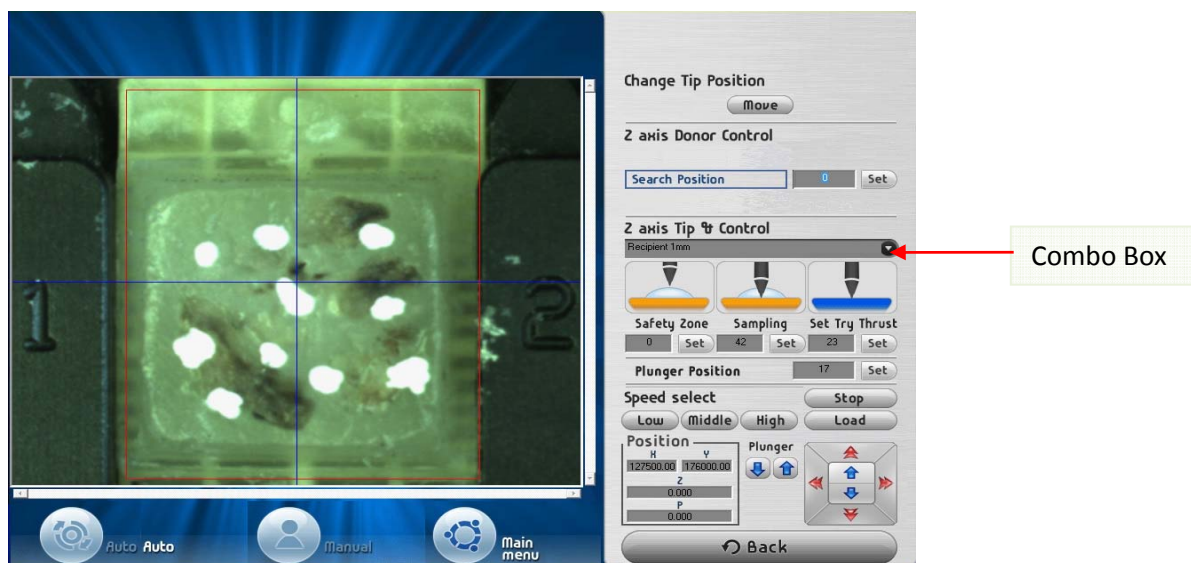 Change Tip Position
Move
Z axis Donor Control
Search Position 0 Set
Z axis Tip & Control
Recipient 1mm
Combo Box
Safety Zone Sampling Set Try Thrust
0 Set 42 Set 23 Set
Plunger Position 17 Set
Speed select Stop
Low Middle High Load
Position Plunger
X Y
127500.00 176000.00
Z
0.000
P
0.000
Back
1 2
Auto Auto
Manual
Main
menu